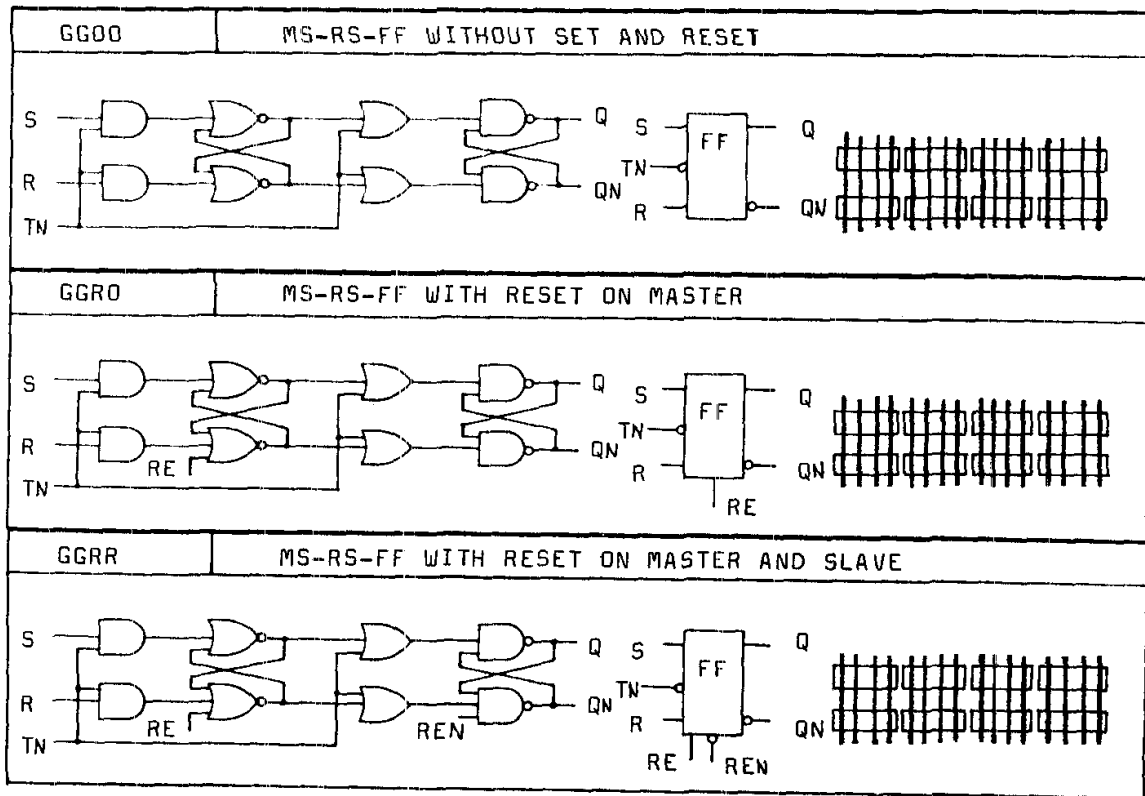 GG00 MS-RS-FF WITHOUT SET AND RESET
S Q S FF Q
TN
R QN R QN
TN
GGR0 MS-RS-FF WITH RESET ON MASTER
S Q S FF Q
TN
R RE QN R QN
TN RE
GGRR MS-RS-FF WITH RESET ON MASTER AND SLAVE
S Q S FF Q
TN
R RE REN QN R QN
TN RE REN